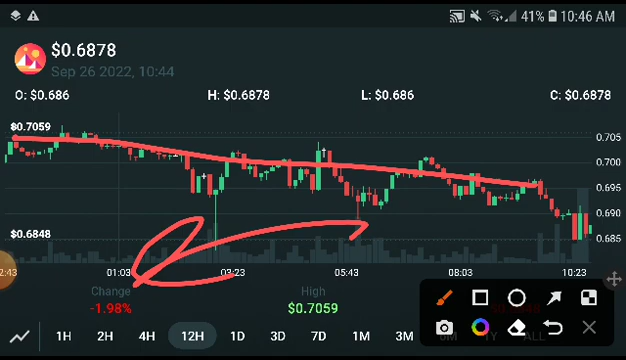 41% 10:46 AM
$0.6878
Sep 26 2022, 10:44
O: $0.686 H: $0.6878 L: $0.686 C: $0.6878
$0.7059
0.705
0.700
0.695
0.690
$0.6848 0.685
2:43 01:03 03:23 05:43 08:03 10:23
Change High
-1.98% $0.7059
1H 2H 4H 12H 1D 3D 7D 1M 3M 1Y ALL